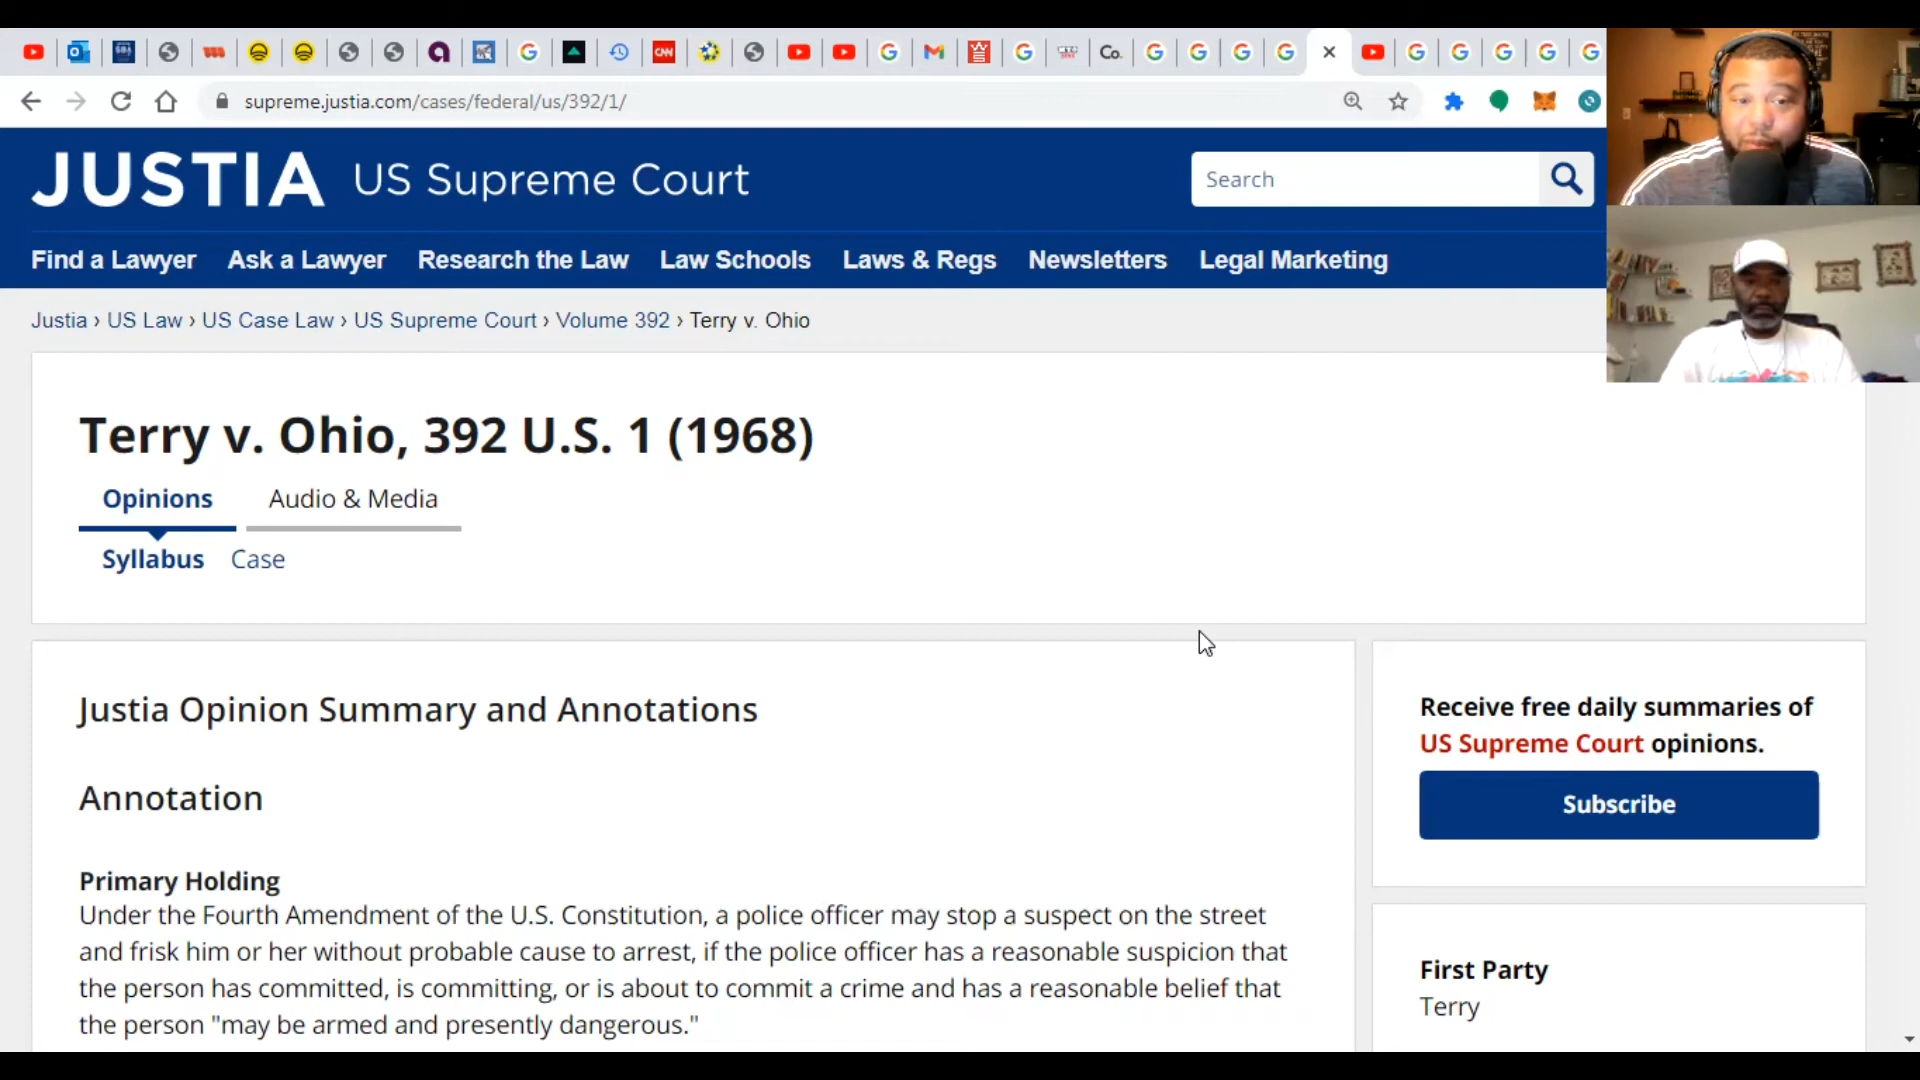 CNN
Co.
supreme.justia.com/cases/federal/us/392/1/
JUSTIA US Supreme Court
Search
Find a Lawyer Ask a Lawyer Research the Law Law Schools Laws & Regs Newsletters Legal Marketing
Justia › US Law › US Case Law › US Supreme Court › Volume 392 › Terry v. Ohio
Terry v. Ohio, 392 U.S. 1 (1968)
Opinions Audio & Media
Syllabus Case
Justia Opinion Summary and Annotations
Annotation
Primary Holding
Under the Fourth Amendment of the U.S. Constitution, a police officer may stop a suspect on the street
and frisk him or her without probable cause to arrest, if the police officer has a reasonable suspicion that
the person has committed, is committing, or is about to commit a crime and has a reasonable belief that
the person "may be armed and presently dangerous."
Receive free daily summaries of
US Supreme Court opinions.
Subscribe
First Party
Terry